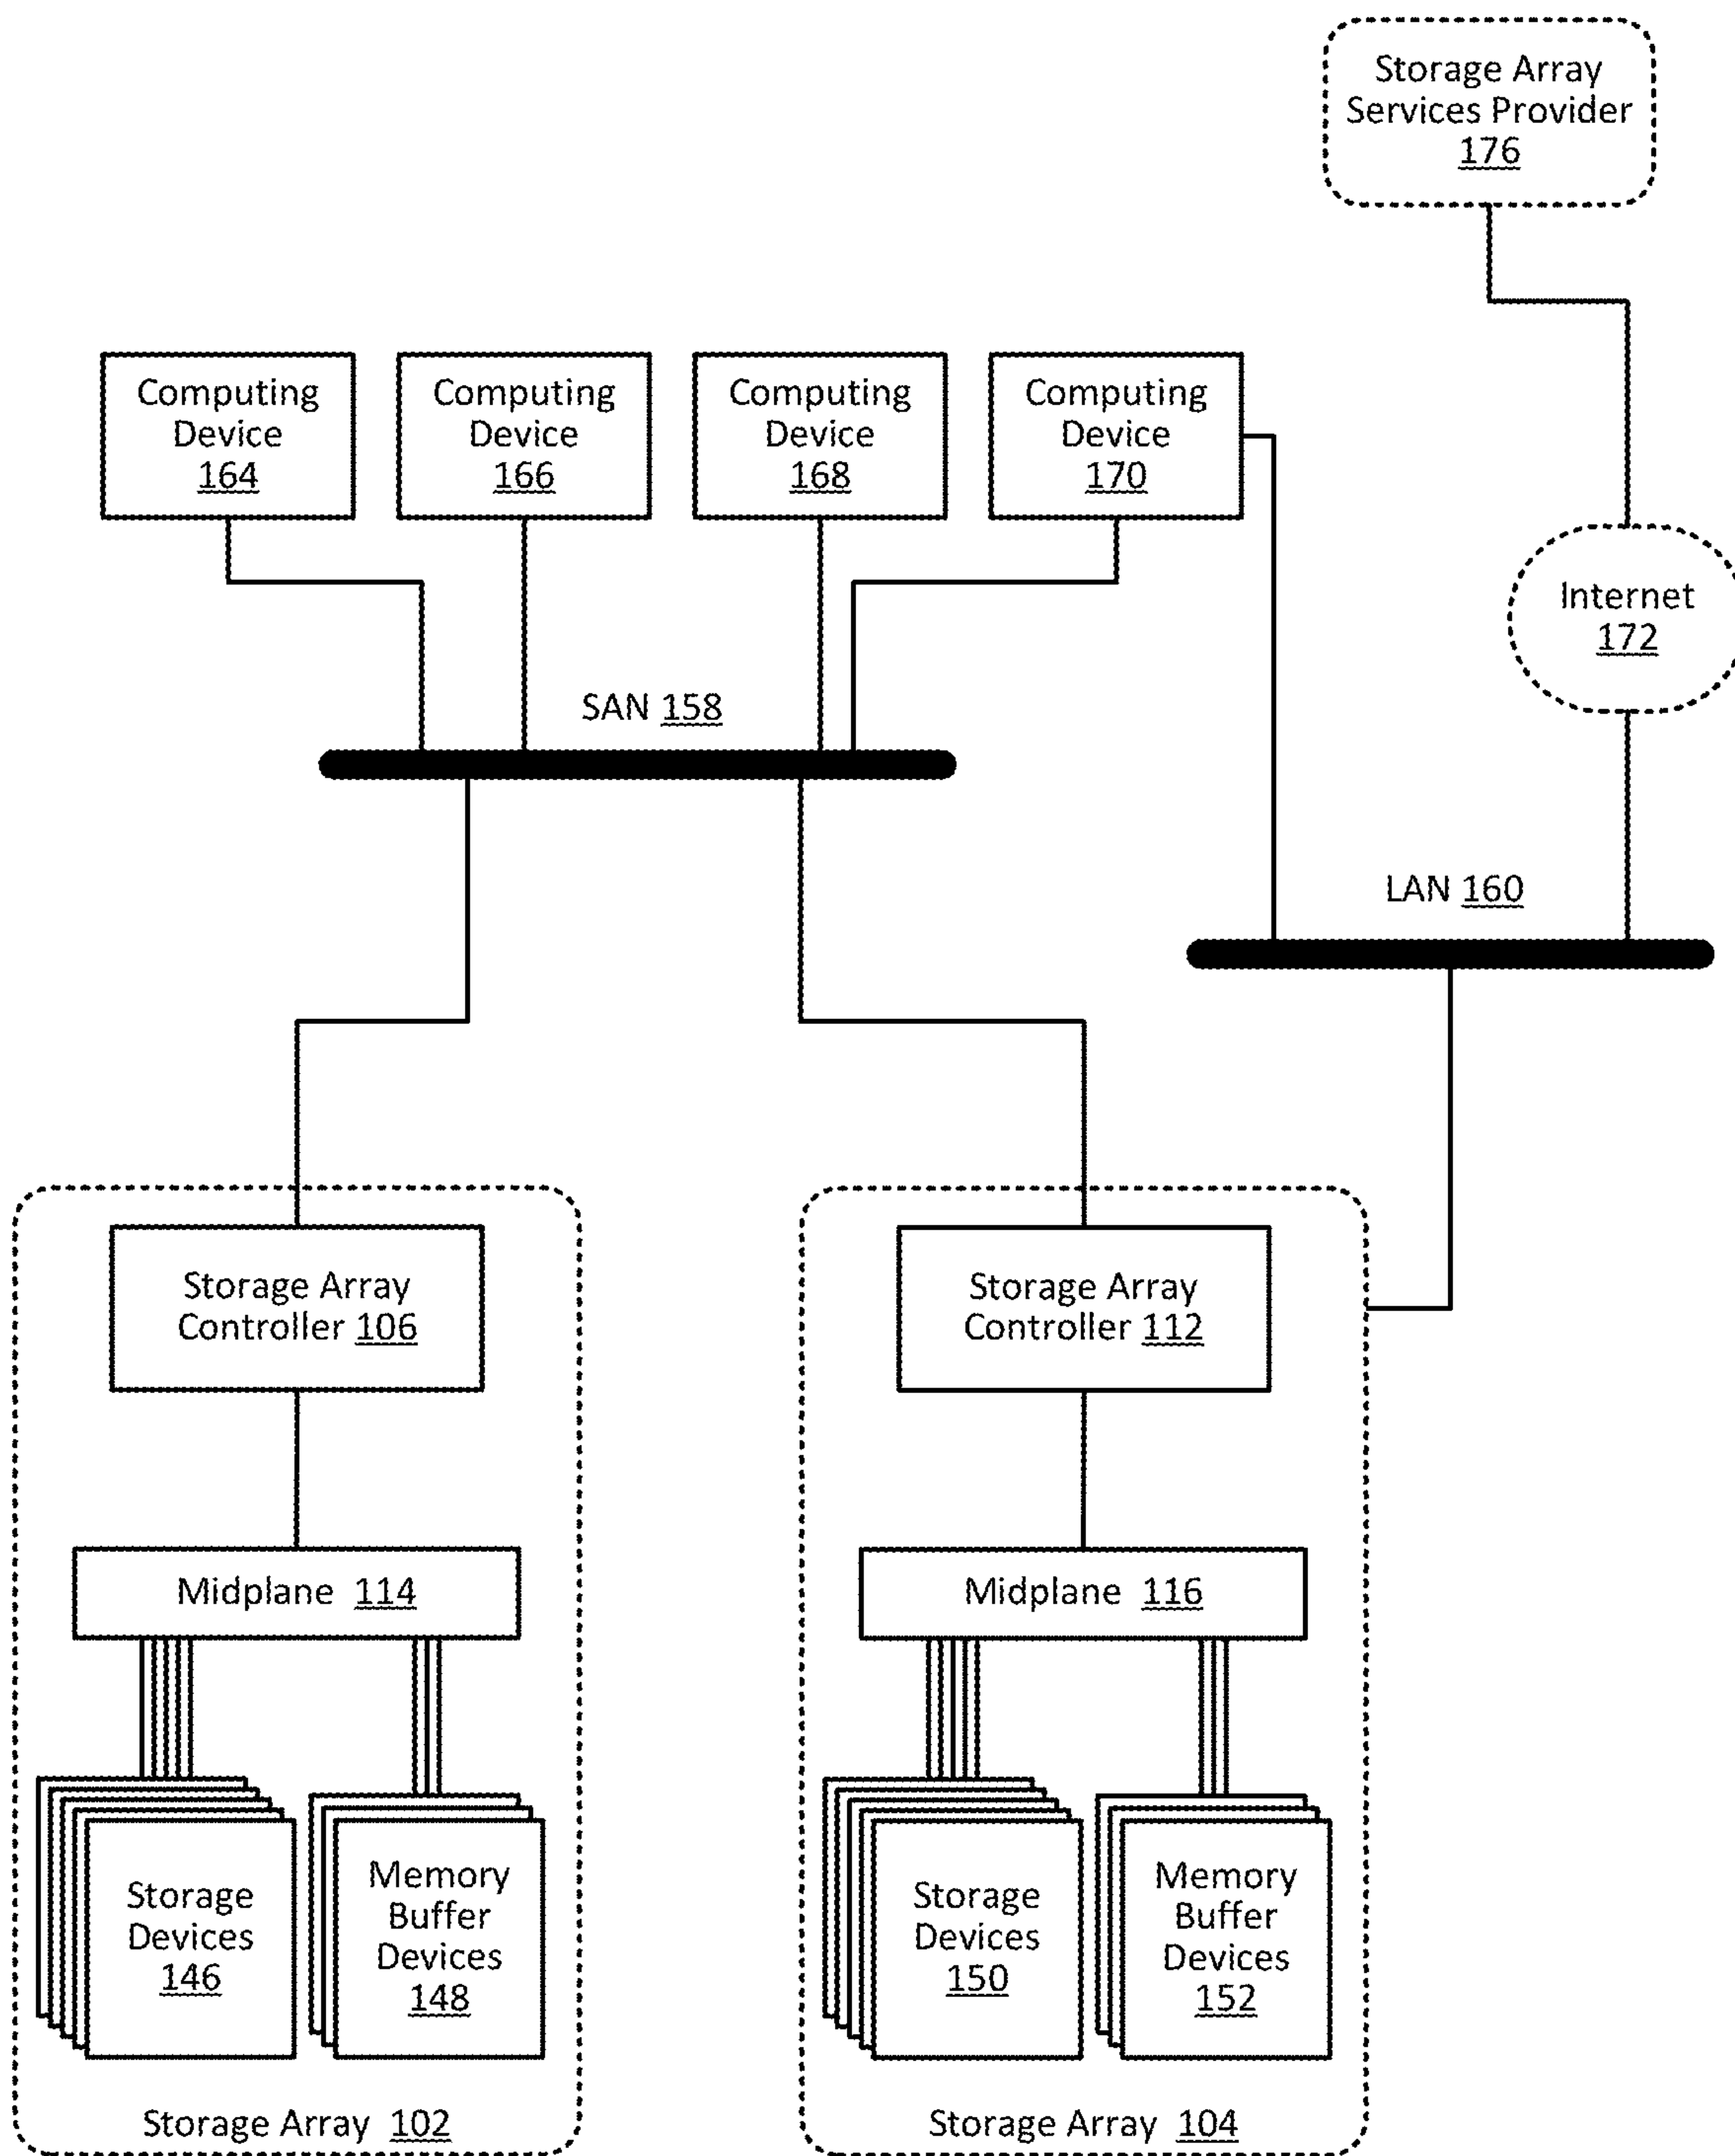 Storage Array
Services Provider
176
Computing
Device
164
Computing
Device
166
Computing
Device
168
Computing
Device
170
Internet
172
SAN 158
LAN 160
Storage Array
Controller 106
Storage Array
Controller 112
Midplane 114
Midplane 116
Storage
Devices
146
Memory
Buffer
Devices
148
Storage
Devices
150
Memory
Buffer
Devices
152
Storage Array 102
Storage Array 104